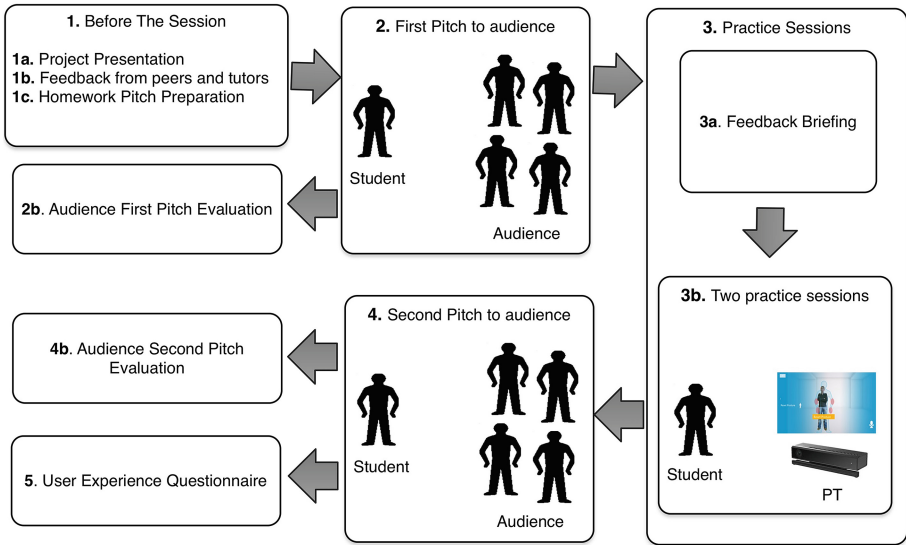 1. Before The Session
1a. Project Presentation
1b. Feedback from peers and tutors
1c. Homework Pitch Preparation
2. First Pitch to audience
Student
Audience
2b. Audience First Pitch Evaluation
3. Practice Sessions
3a. Feedback Briefing
3b. Two practice sessions
Student
PT
4. Second Pitch to audience
Student
Audience
4b. Audience Second Pitch
Evaluation
5. User Experience Questionnaire